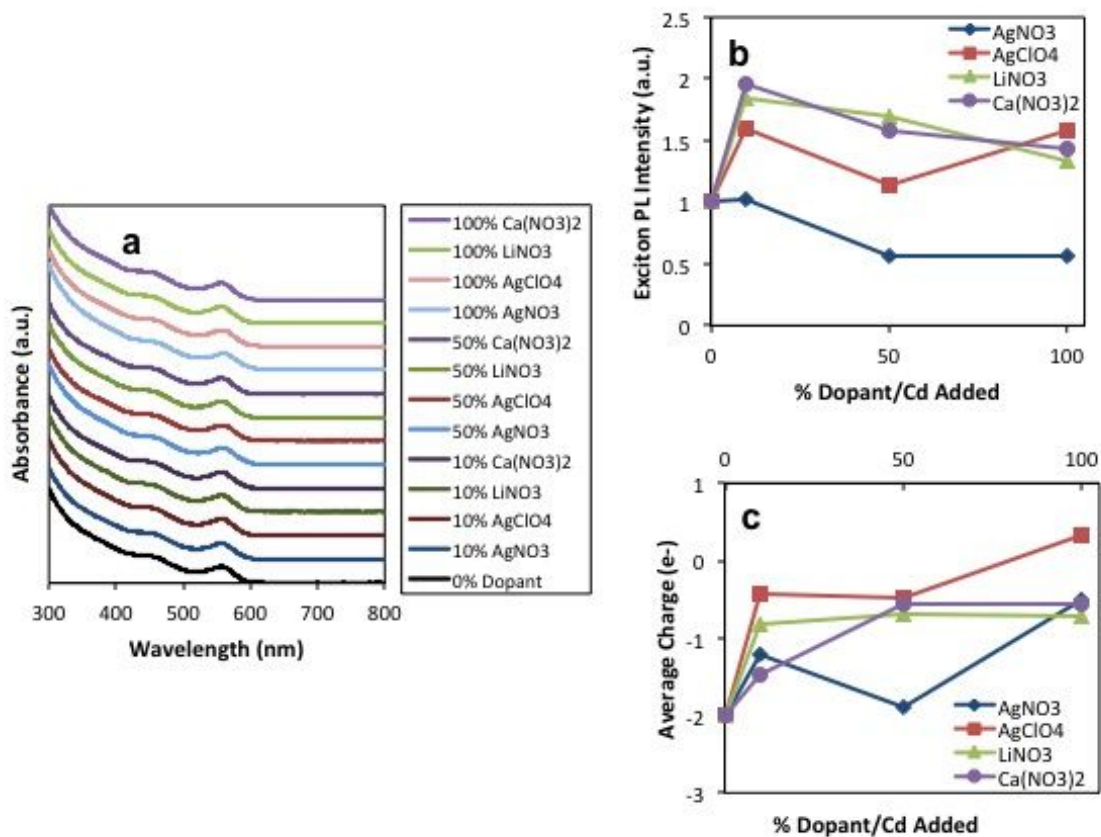 a
Absorbance (a.u.)
300 400 500 600 700 800
Wavelength (nm)
100% Ca(NO3)2
100% LiNO3
100% AgClO4
100% AgNO3
50% Ca(NO3)2
50% LiNO3
50% AgClO4
50% AgNO3
10% Ca(NO3)2
10% LiNO3
10% AgClO4
10% AgNO3
0% Dopant
b
Exciton PL Intensity (a.u.)
2.5
2
1.5
1
0.5
0
0 50 100
% Dopant/Cd Added
AgNO3
AgClO4
LiNO3
Ca(NO3)2
0 50 100
c
Average Charge (e-)
1
0
-1
-2
-3
AgNO3
AgClO4
LiNO3
Ca(NO3)2
% Dopant/Cd Added